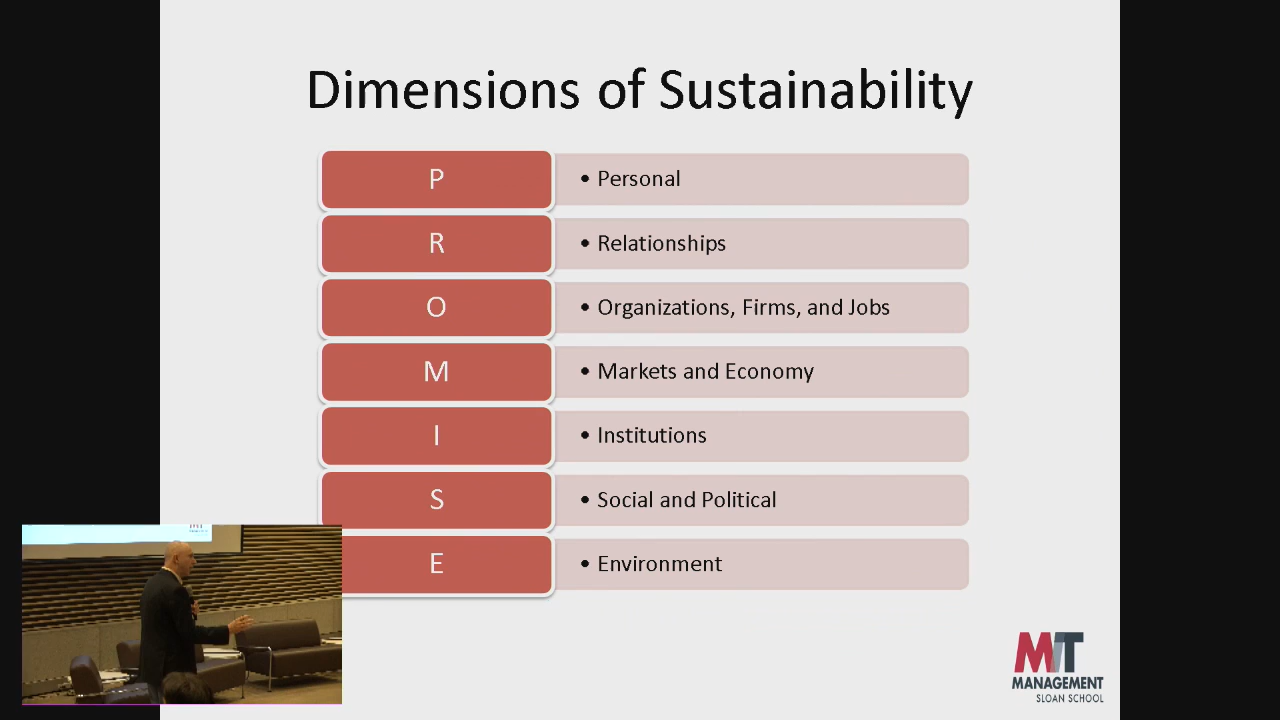 Dimensions of Sustainability
P
• Personal
R
• Relationships
O
• Organizations, Firms, and Jobs
M
• Markets and Economy
I
• Institutions
S
• Social and Political
E
• Environment
MIT
MANAGEMENT
SLOAN SCHOOL